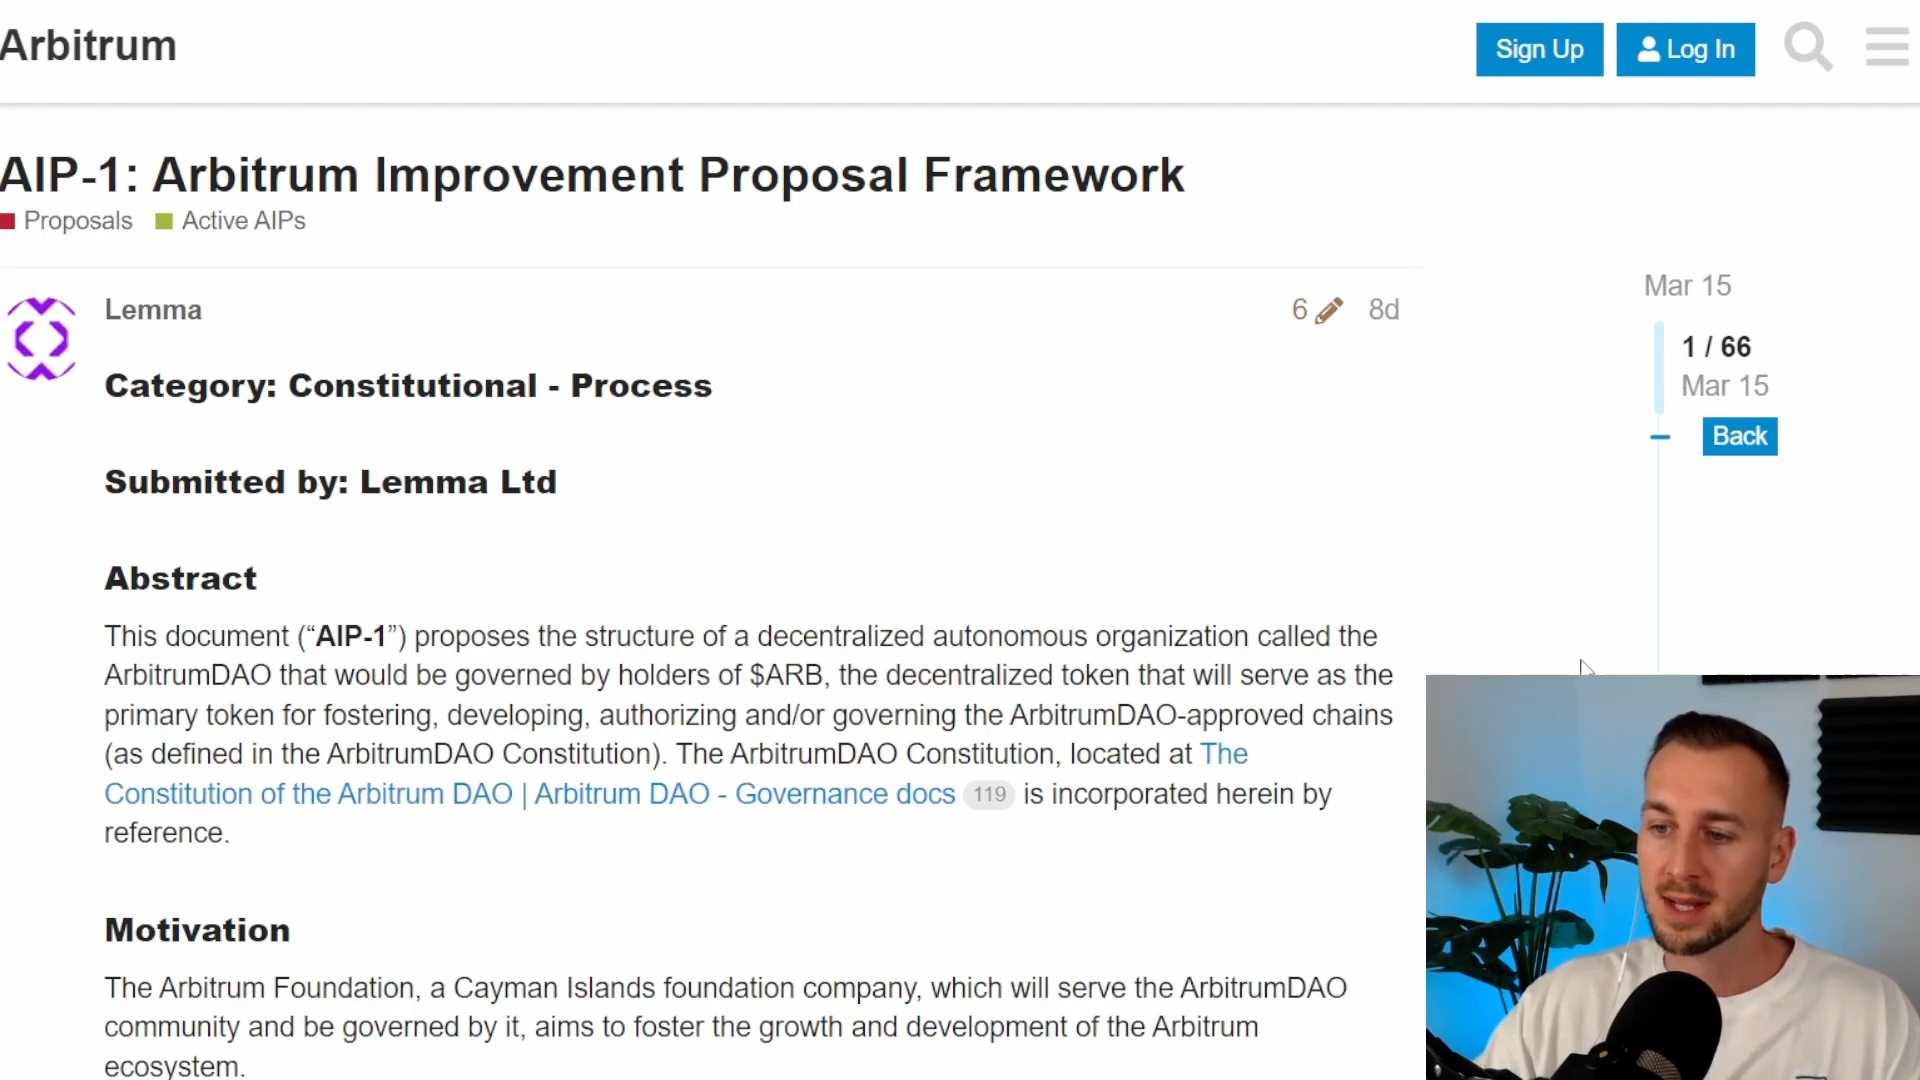 Arbitrum
Sign Up
Log In
AIP-1: Arbitrum Improvement Proposal Framework
Proposals Active AIPs
Lemma
6 8d
Category: Constitutional - Process
Submitted by: Lemma Ltd
Abstract
This document (“AIP-1”) proposes the structure of a decentralized autonomous organization called the
ArbitrumDAO that would be governed by holders of $ARB, the decentralized token that will serve as the
primary token for fostering, developing, authorizing and/or governing the ArbitrumDAO-approved chains
(as defined in the ArbitrumDAO Constitution). The ArbitrumDAO Constitution, located at The
Constitution of the Arbitrum DAO | Arbitrum DAO - Governance docs 119 is incorporated herein by
reference.
Motivation
The Arbitrum Foundation, a Cayman Islands foundation company, which will serve the ArbitrumDAO
community and be governed by it, aims to foster the growth and development of the Arbitrum
ecosystem.
Mar 15
1 / 66
Mar 15
Back